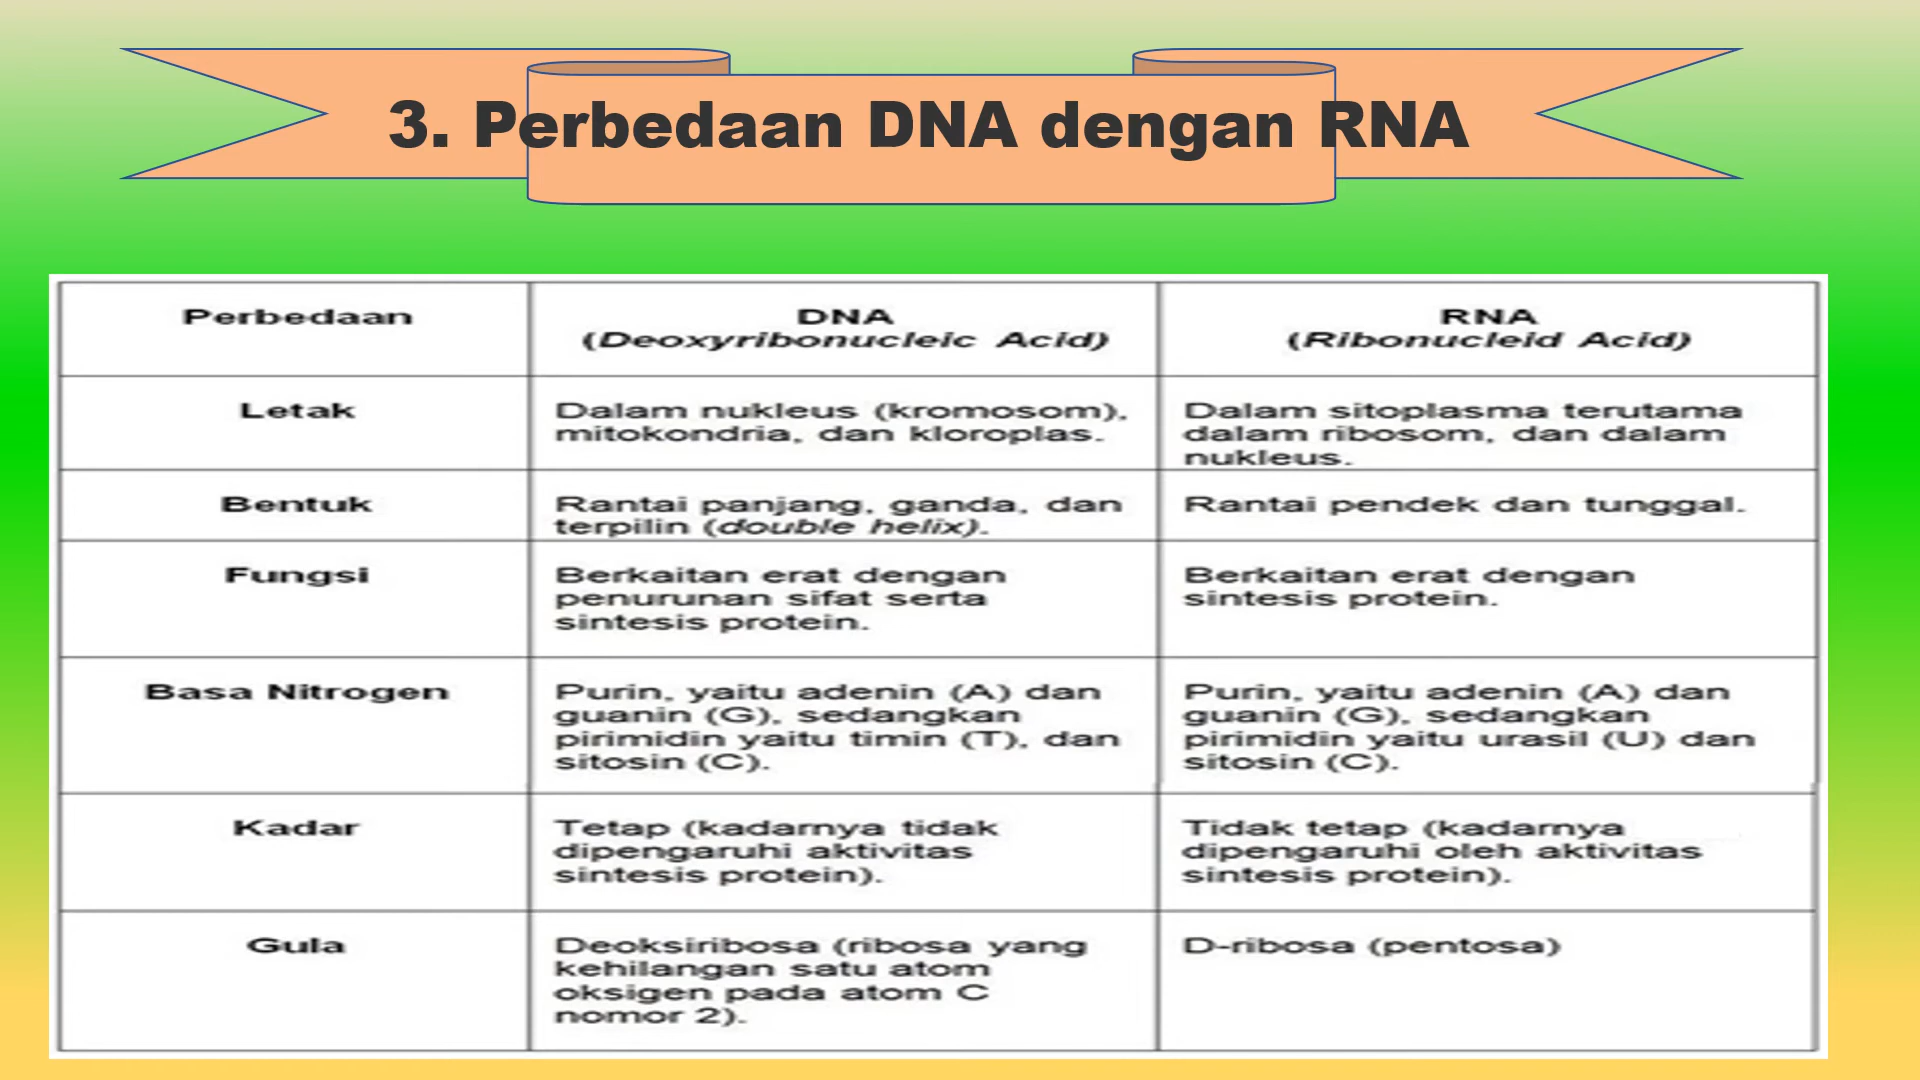 3. Perbedaan DNA dengan RNA
Perbedaan
DNA
(Deoxyribonucleic Acid)
RNA
(Ribonucleid Acid)
Letak
Dalam nukleus (kromosom),
mitokondria, dan kloroplas.
Dalam sitoplasma terutama
dalam ribosom, dan dalam
nukleus.
Bentuk
Rantai panjang, ganda, dan
terpilin (double helix).
Rantai pendek dan tunggal.
Fungsi
Berkaitan erat dengan
penurunan sifat serta
sintesis protein.
Berkaitan erat dengan
sintesis protein.
Basa Nitrogen
Purin, yaitu adenin (A) dan
guanin (G), sedangkan
pirimidin yaitu timin (T), dan
sitosin (C).
Purin, yaitu adenin (A) dan
guanin (G), sedangkan
pirimidin yaitu urasil (U) dan
sitosin (C).
Kadar
Tetap (kadarnya tidak
dipengaruhi aktivitas
sintesis protein).
Tidak tetap (kadarnya
dipengaruhi oleh aktivitas
sintesis protein).
Gula
Deoksiribosa (ribosa yang
kehilangan satu atom
oksigen pada atom C
nomor 2).
D-ribosa (pentosa)